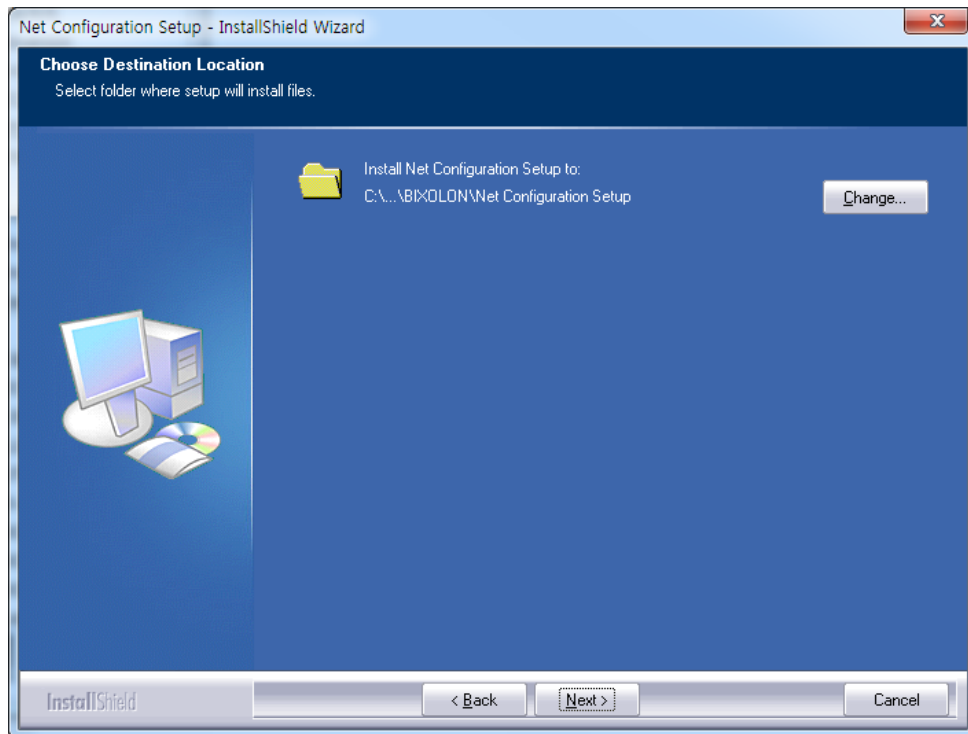 Net Configuration Setup - InstallShield Wizard
Choose Destination Location
Select folder where setup will install files.
Install Net Configuration Setup to:
C:\...\BIXOLON\Net Configuration Setup
Change...
InstallShield
< Back
Next >
Cancel